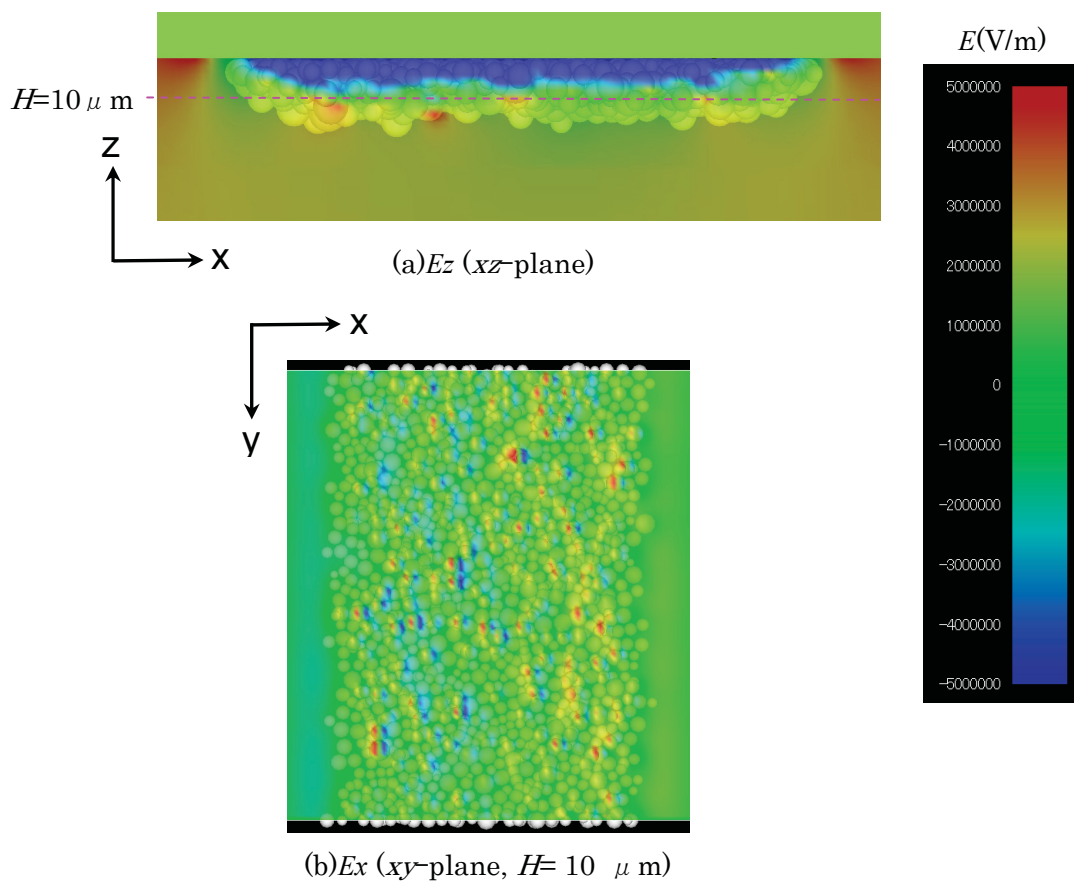 E(V/m)
H=10 μ m
z
x
(a)Ez (xz-plane)
x
y
(b)Ex (xy-plane, H= 10 μ m)
5000000
4000000
3000000
2000000
1000000
0
-1000000
-2000000
-3000000
-4000000
-5000000